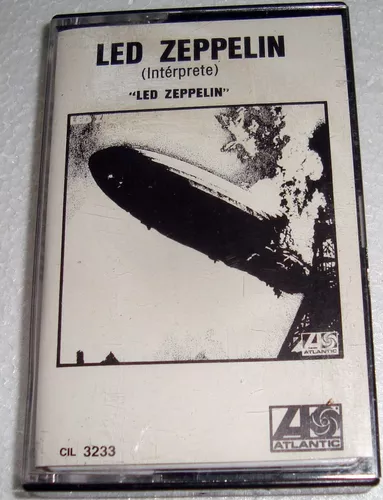 LED ZEPPELIN
(Intérprete)
"LED ZEPPELIN"
ATLANTIC
ATLANTIC
CIL 3233